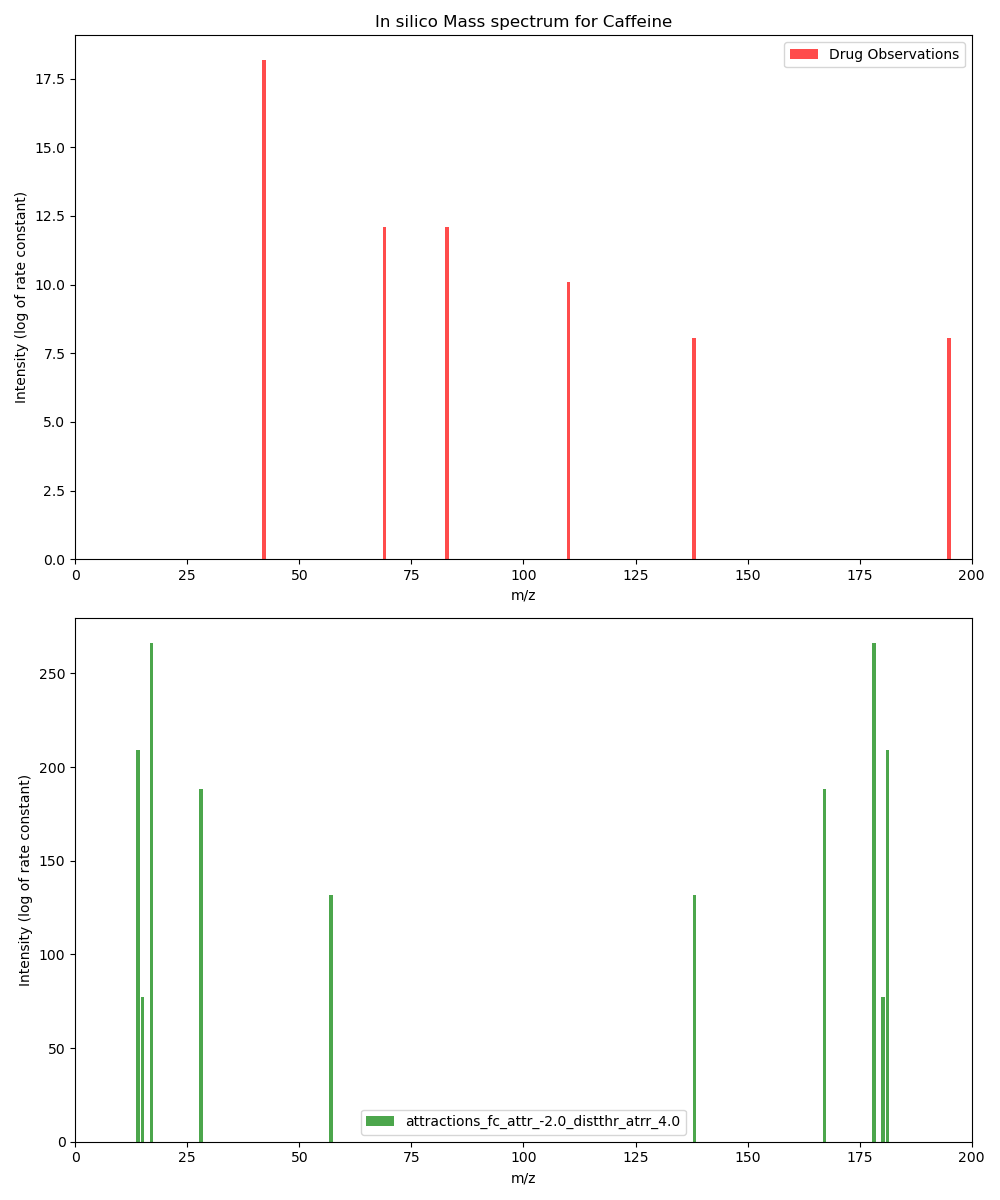 In silico Mass spectrum for Caffeine
Drug Observations
Intensity (log of rate constant)
17.5
15.0
12.5
10.0
7.5
5.0
2.5
0.0
0 25 50 75 100 125 150 175 200
m/z
Intensity (log of rate constant)
250
200
150
100
50
0
attractions_fc_attr_-2.0_distthr_atrr_4.0
0 25 50 75 100 125 150 175 200
m/z